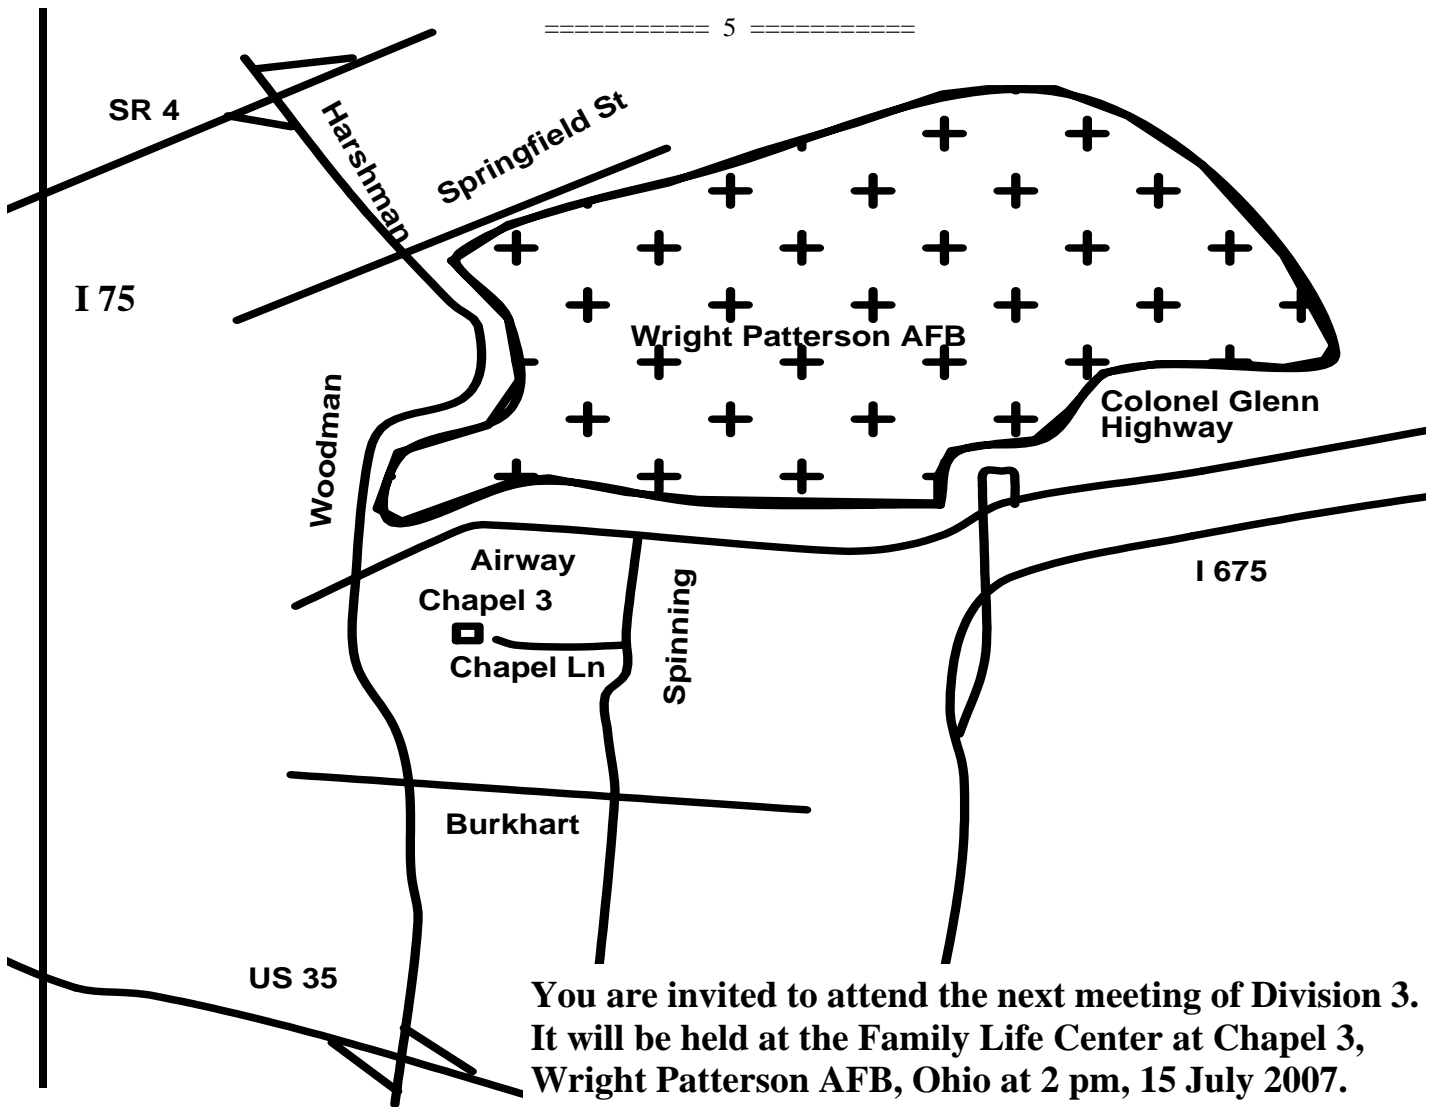 =========== 5 ===========
SR 4
Harshman
Springfield St
I 75
Wright Patterson AFB
Woodman
Colonel Glenn
Highway
Airway
I 675
Chapel 3
Spinning
Chapel Ln
Burkhart
US 35
You are invited to attend the next meeting of Division 3.
It will be held at the Family Life Center at Chapel 3,
Wright Patterson AFB, Ohio at 2 pm, 15 July 2007.